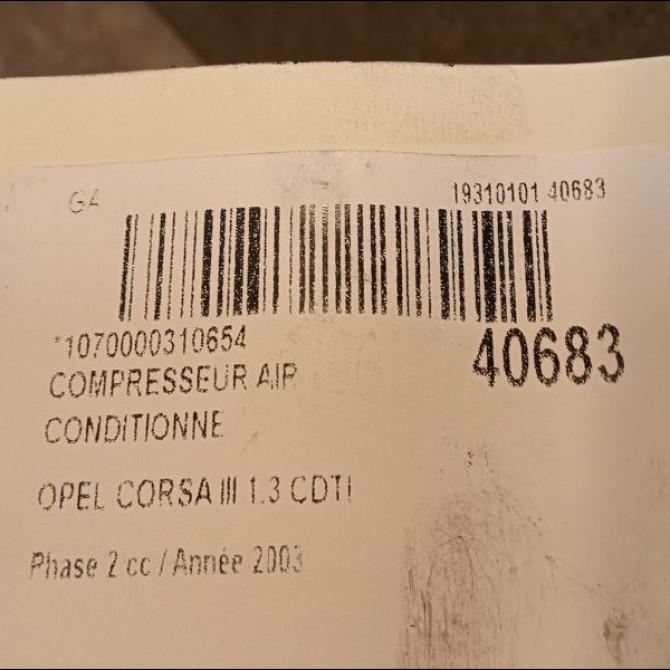 G4
19310101 40683
*1070000310654
40683
COMPRESSEUR AIR
CONDITIONNE
OPEL CORSA III 1.3 CDTI
Phase 2 cc / Année 2003